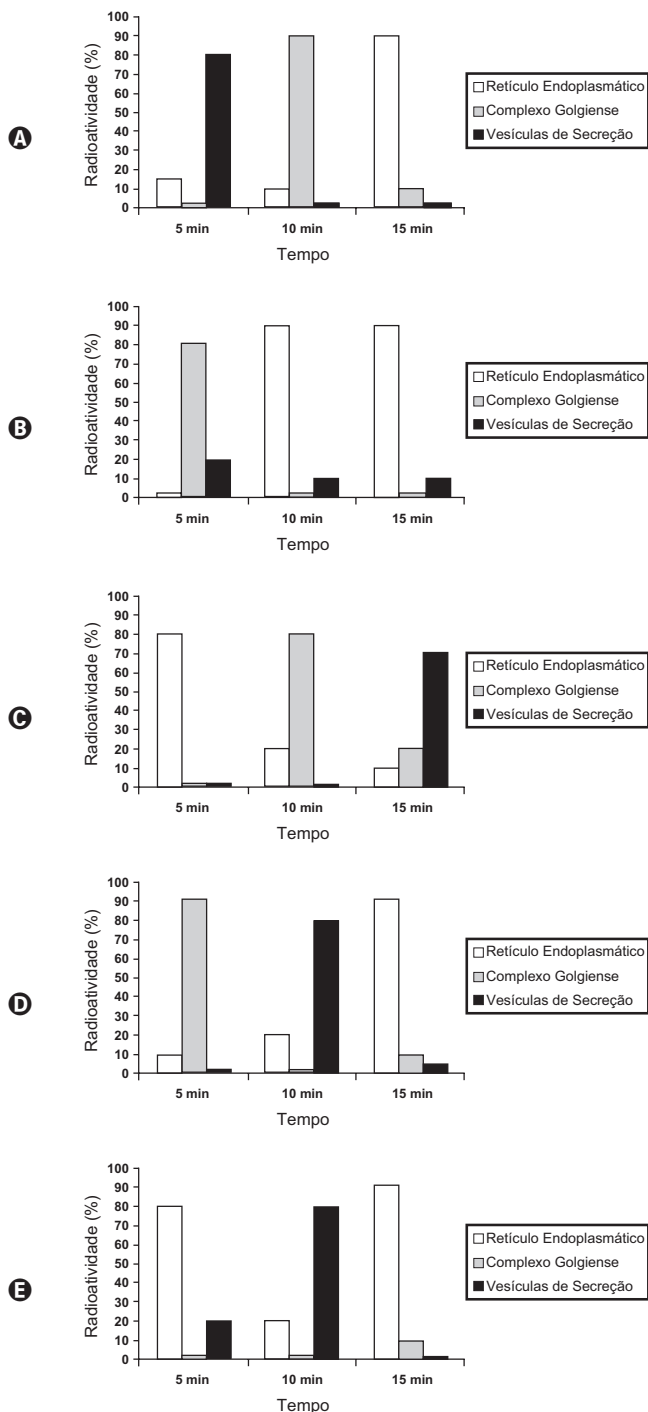 A
Radioatividade (%)
100
90
80
70
60
50
40
30
20
10
0
5 min 10 min 15 min
Tempo
Retículo Endoplasmático
Complexo Golgiense
Vesículas de Secreção
B
Radioatividade (%)
100
90
80
70
60
50
40
30
20
10
0
5 min 10 min 15 min
Tempo
Retículo Endoplasmático
Complexo Golgiense
Vesículas de Secreção
C
Radioatividade (%)
100
90
80
70
60
50
40
30
20
10
0
5 min 10 min 15 min
Tempo
Retículo Endoplasmático
Complexo Golgiense
Vesículas de Secreção
D
Radioatividade (%)
100
90
80
70
60
50
40
30
20
10
0
5 min 10 min 15 min
Tempo
Retículo Endoplasmático
Complexo Golgiense
Vesículas de Secreção
E
Radioatividade (%)
100
90
80
70
60
50
40
30
20
10
0
5 min 10 min 15 min
Tempo
Retículo Endoplasmático
Complexo Golgiense
Vesículas de Secreção